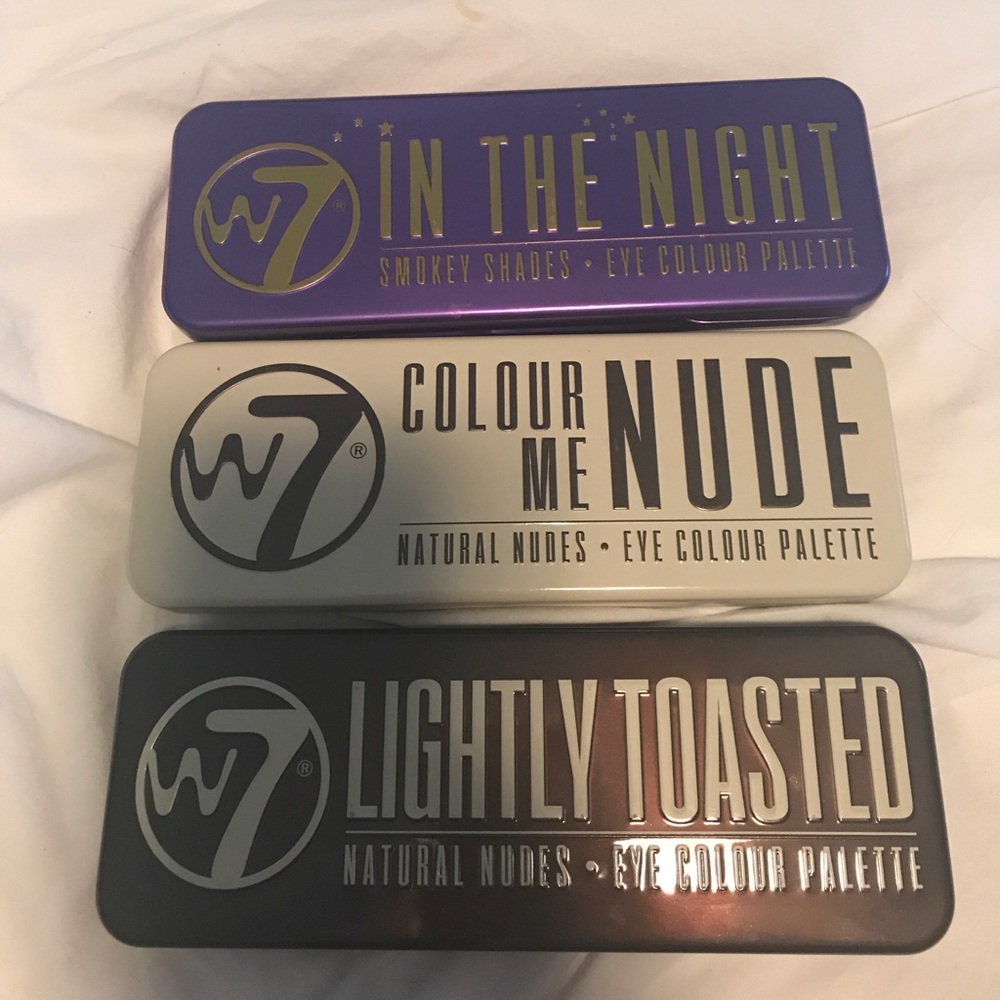 W7®
IN THE NIGHT
SMOKEY SHADES • EYE COLOUR PALETTE
W7®
COLOUR
ME NUDE
NATURAL NUDES • EYE COLOUR PALETTE
W7®
LIGHTLY TOASTED
NATURAL NUDES • EYE COLOUR PALETTE